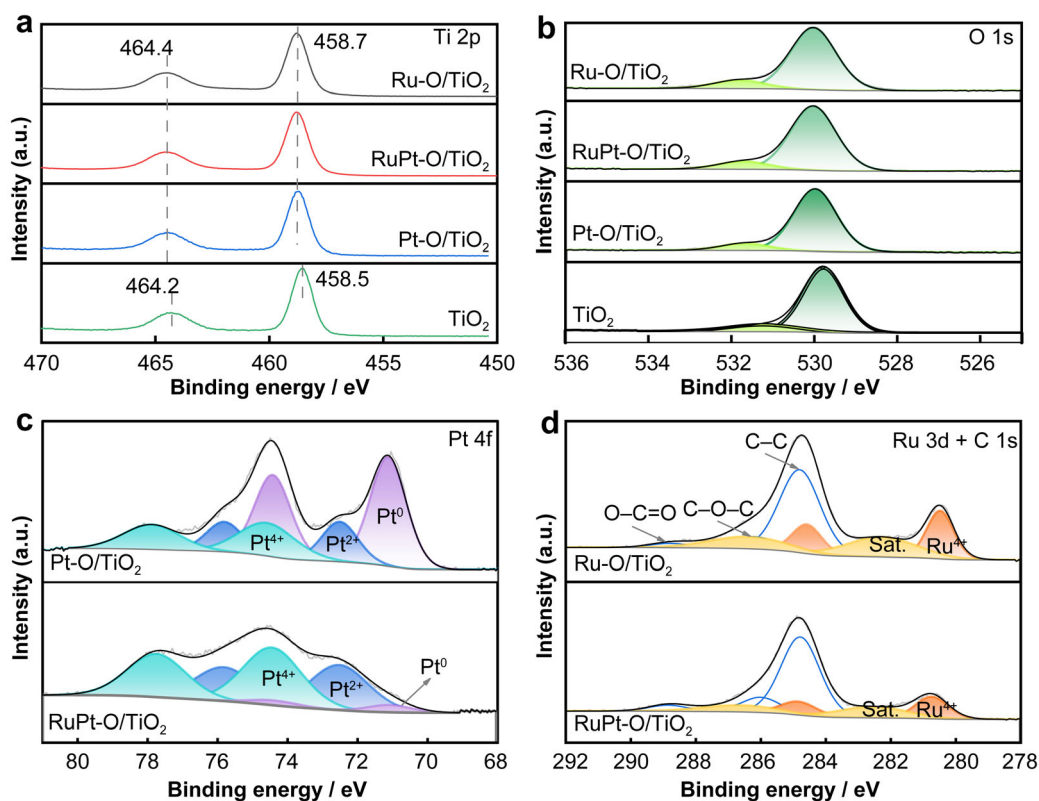 a
Ti 2p
464.4
458.7
Ru-O/TiO₂
RuPt-O/TiO₂
Pt-O/TiO₂
464.2
458.5
TiO₂
Intensity (a.u.)
470 465 460 455 450
Binding energy / eV
b
O 1s
Ru-O/TiO₂
RuPt-O/TiO₂
Pt-O/TiO₂
TiO₂
Intensity (a.u.)
536 534 532 530 528 526
Binding energy / eV
c
Pt 4f
Pt⁰
Pt⁴⁺
Pt²⁺
Pt-O/TiO₂
Pt⁰
Pt⁴⁺
Pt²⁺
RuPt-O/TiO₂
Intensity (a.u.)
80 78 76 74 72 70 68
Binding energy / eV
d
Ru 3d + C 1s
C–C
O–C=O
C–O–C
Sat.
Ru⁴⁺
Ru-O/TiO₂
Sat.
Ru⁴⁺
RuPt-O/TiO₂
Intensity (a.u.)
292 290 288 286 284 282 280 278
Binding energy / eV